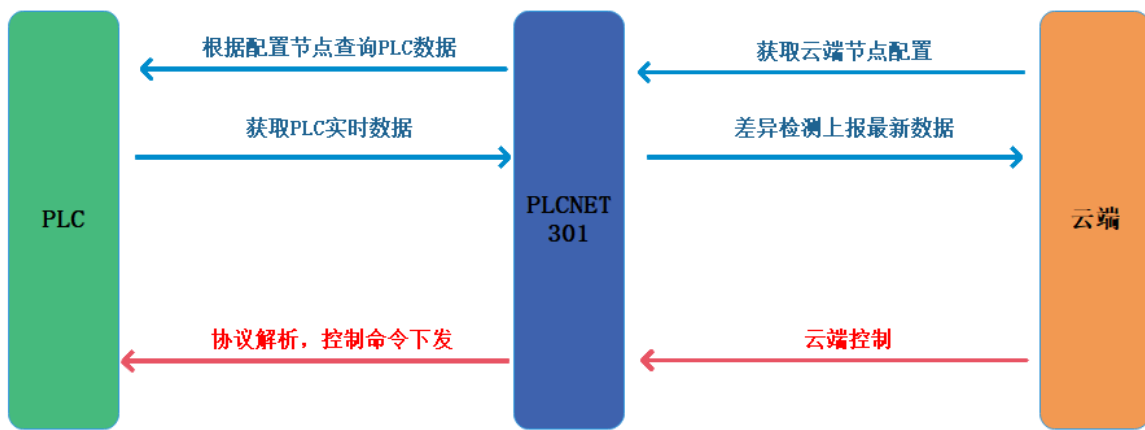 根据配置节点查询PLC数据
获取云端节点配置
获取PLC实时数据
差异检测上报最新数据
PLC
PLCNET
301
云端
协议解析，控制命令下发
云端控制